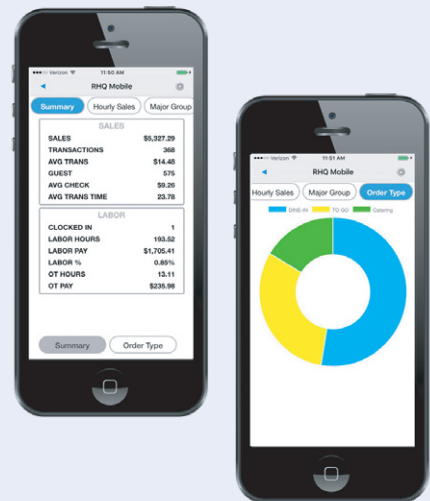 Verizon 11:50 AM
RHQ Mobile
Summary Hourly Sales Major Group
SALES
SALES $5,327.29
TRANSACTIONS 368
AVG TRANS $14.48
GUEST 575
AVG CHECK $9.26
AVG TRANS TIME 23.78
LABOR
CLOCKED IN 1
LABOR HOURS 193.52
LABOR PAY $1,705.41
LABOR % 0.85%
OT HOURS 13.11
OT PAY $235.98
Summary Order Type
Verizon 11:51 AM
RHQ Mobile
Hourly Sales Major Group Order Type
DINE-IN TO GO Catering